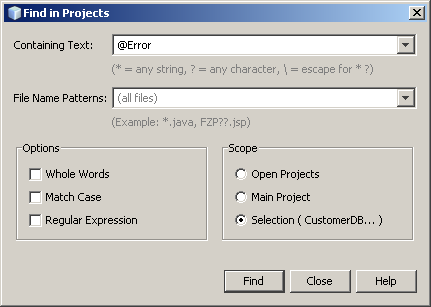 Find in Projects
Containing Text: @Error
(* = any string, ? = any character, \ = escape for * ?)
File Name Patterns: (all files)
(Example: *.java, FZP??.jsp)
Options
Whole Words
Match Case
Regular Expression
Scope
Open Projects
Main Project
Selection ( CustomerDB... )
Find Close Help